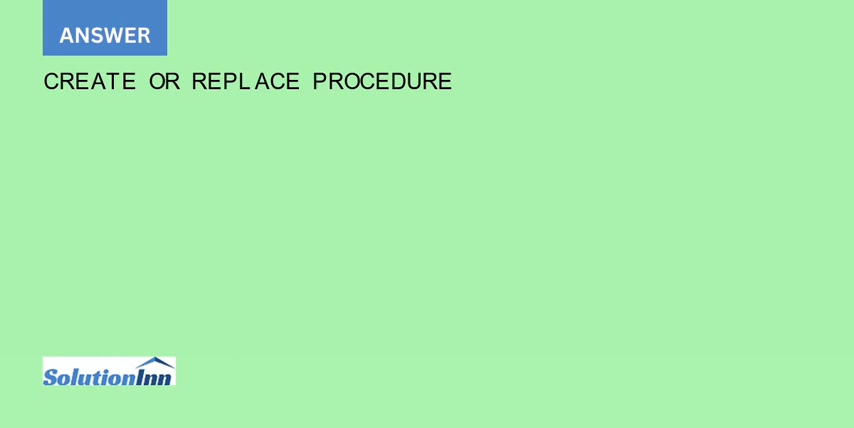 ANSWER
CREATE OR REPLACE PROCEDURE
SolutionInn